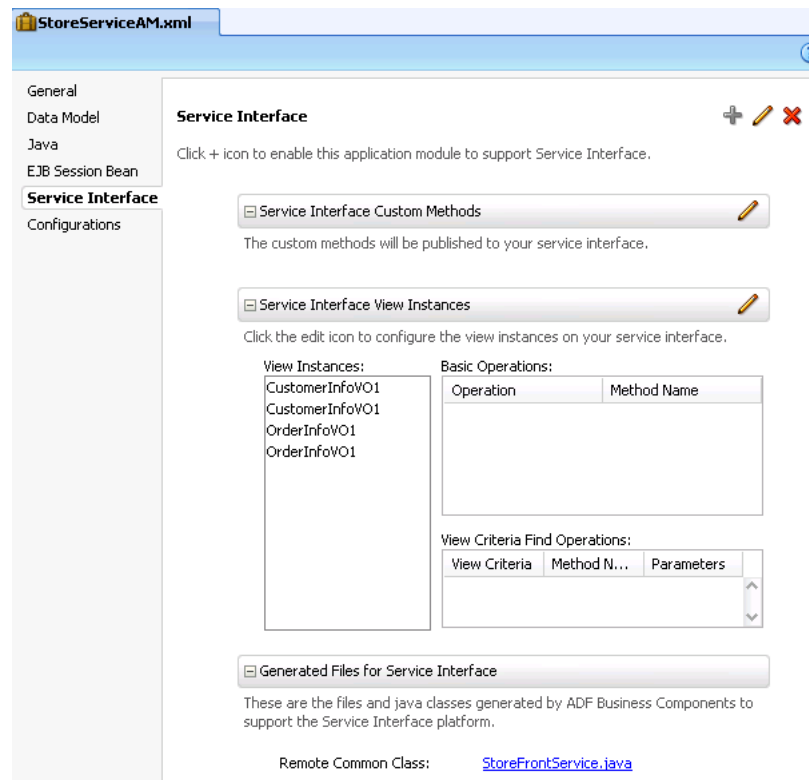 StoreServiceAM.xml
General
Data Model
Java
EJB Session Bean
Service Interface
Configurations
Service Interface
Click + icon to enable this application module to support Service Interface.
Service Interface Custom Methods
The custom methods will be published to your service interface.
Service Interface View Instances
Click the edit icon to configure the view instances on your service interface.
View Instances:
CustomerInfoVO1
CustomerInfoVO1
OrderInfoVO1
OrderInfoVO1
Basic Operations:
Operation Method Name
View Criteria Find Operations:
View Criteria Method N... Parameters
Generated Files for Service Interface
These are the files and java classes generated by ADF Business Components to
support the Service Interface platform.
Remote Common Class: StoreFrontService.java